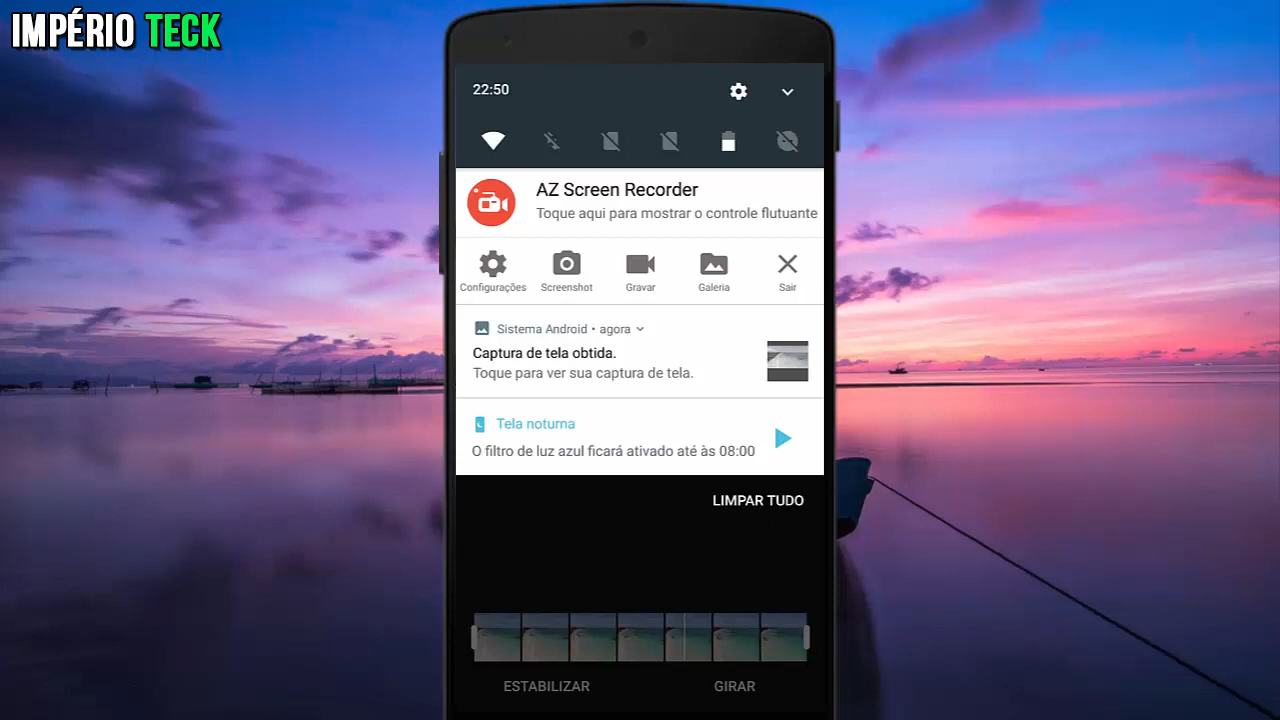 IMPÉRIO TECK
22:50
AZ Screen Recorder
Toque aqui para mostrar o controle flutuante
Configurações Screenshot Gravar Galeria Sair
Sistema Android • agora
Captura de tela obtida.
Toque para ver sua captura de tela.
Tela noturna
O filtro de luz azul ficará ativado até às 08:00
LIMPAR TUDO
ESTABILIZAR GIRAR